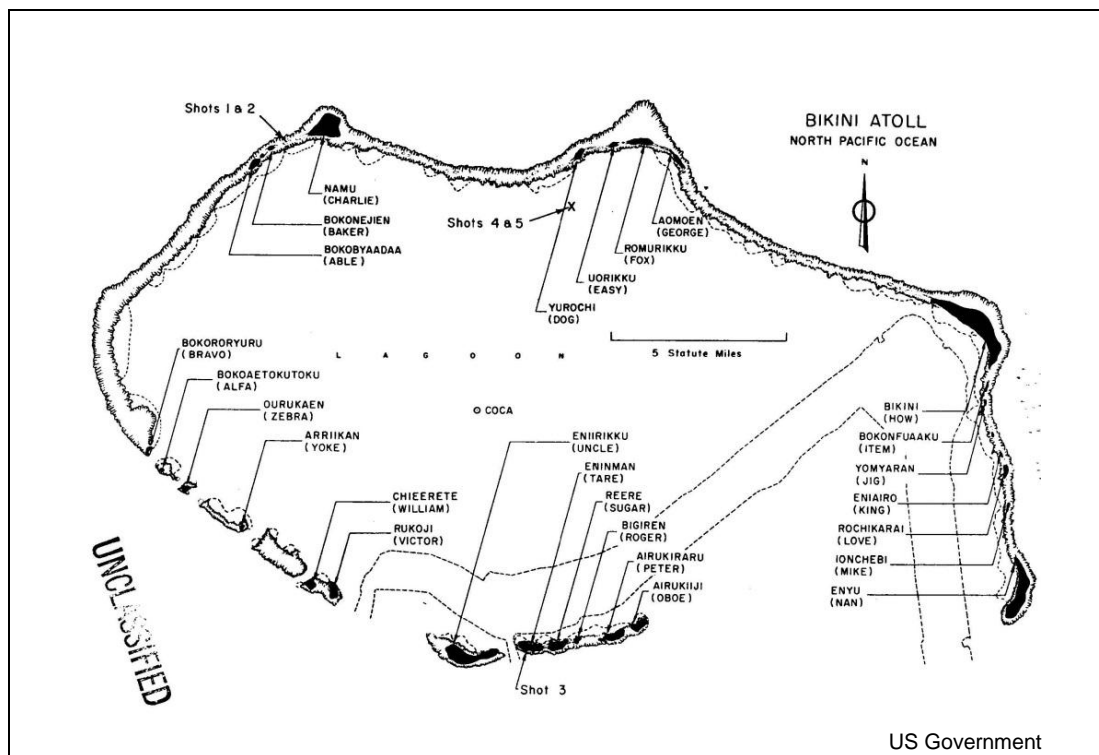 Shots 1 & 2
BIKINI ATOLL
NORTH PACIFIC OCEAN
N
NAMU
(CHARLIE)
BOKONEJIEN
(BAKER)
BOKOBYAADAA
(ABLE)
Shots 4 & 5
X
AOMOEN
(GEORGE)
ROMURIKKU
(FOX)
UORIKKU
(EASY)
YUROCHI
(DOG)
5 Statute Miles
BOKORORYURU
(BRAVO)
BOKOAETOKUTOKU
(ALFA)
OURUKAEN
(ZEBRA)
ARRIIKAN
(YOKE)
L A G O O N
COCA
ENIIRIKKU
(UNCLE)
ENINMAN
(TARE)
REERE
(SUGAR)
BIGIREN
(ROGER)
AIRUKIRARU
(PETER)
AIRUKIIJI
(OBOE)
CHIEERETE
(WILLIAM)
RUKOJI
(VICTOR)
BIKINI
(HOW)
BOKONFUAAKU
(ITEM)
YOMYARAN
(JIG)
ENIAIRO
(KING)
ROCHIKARAI
(LOVE)
IONCHEBI
(MIKE)
ENYU
(NAN)
Shot 3
UNCLASSIFIED
US Government